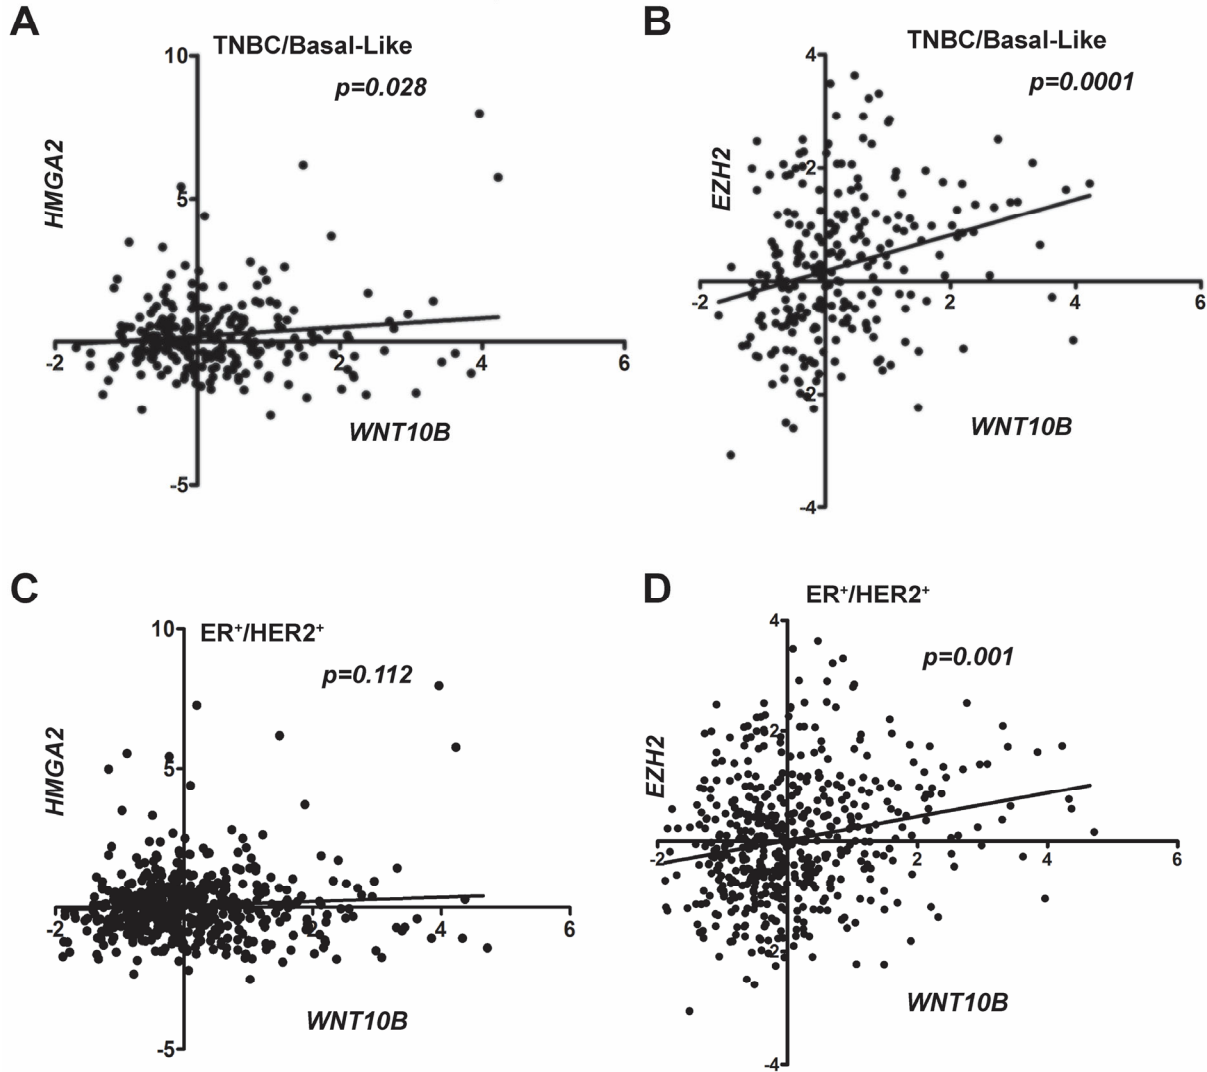 A
TNBC/Basal-Like
p=0.028
HMGA2
10
5
-5
-2
2
4
6
WNT10B
B
TNBC/Basal-Like
p=0.0001
EZH2
4
2
-2
-4
-2
2
4
6
WNT10B
C
ER+/HER2+
p=0.112
HMGA2
10
5
-5
-2
2
4
6
WNT10B
D
ER+/HER2+
p=0.001
EZH2
4
2
-2
-4
-2
2
4
6
WNT10B